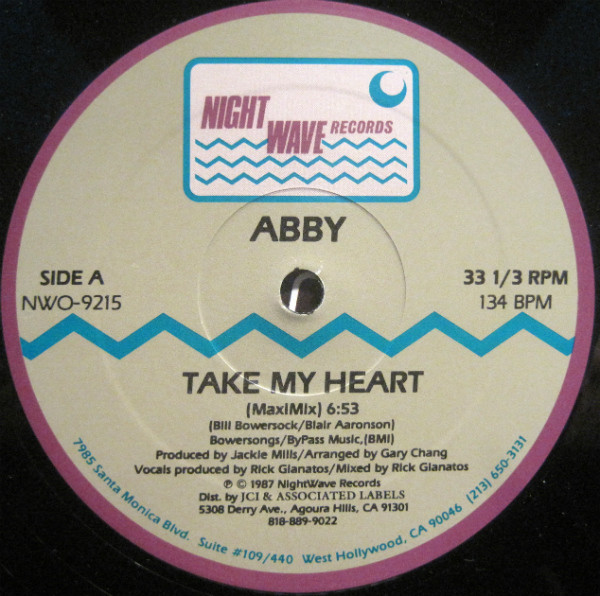 NIGHT
WAVE RECORDS
ABBY
SIDE A
NWO-9215
33 1/3 RPM
134 BPM
TAKE MY HEART
(MaxiMix) 6:53
(Bill Bowersock/Blair Aaronson)
Bowersongs/ByPass Music,(BMI)
Produced by Jackie Mills/Arranged by Gary Chang
Vocals produced by Rick Gianatos/Mixed by Rick Gianatos
℗ © 1987 NightWave Records
Dist. by JCI & ASSOCIATED LABELS
5308 Derry Ave., Agoura Hills, CA 91301
818-889-9022
7985 Santa Monica Blvd. Suite #109/440 West Hollywood, CA 90046 (213) 650-3131